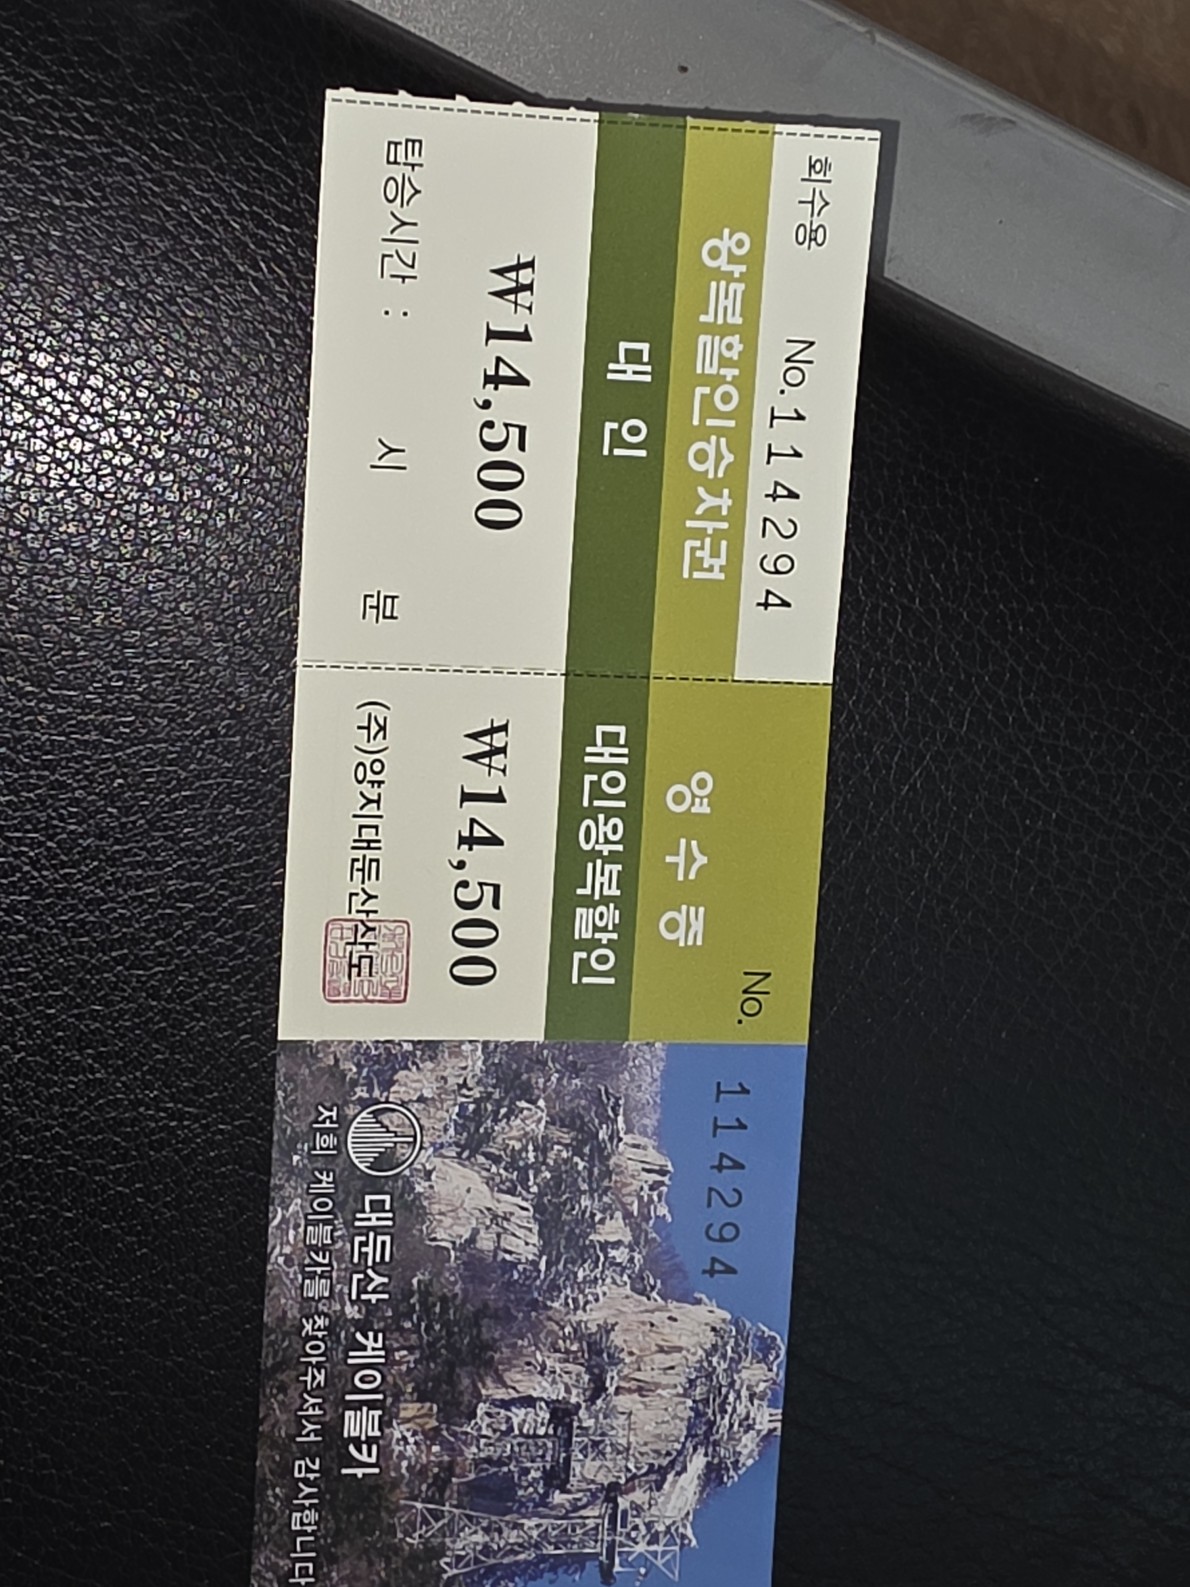 회수용 No.114294
왕복할인승차권
대 인
₩14,500
탑승시간 : 시 분
영 수 증 No.
대인왕복할인
₩14,500
(주)양지대둔산삭도
114294
대둔산 케이블카
저희 케이블카를 찾아주셔서 감사합니다